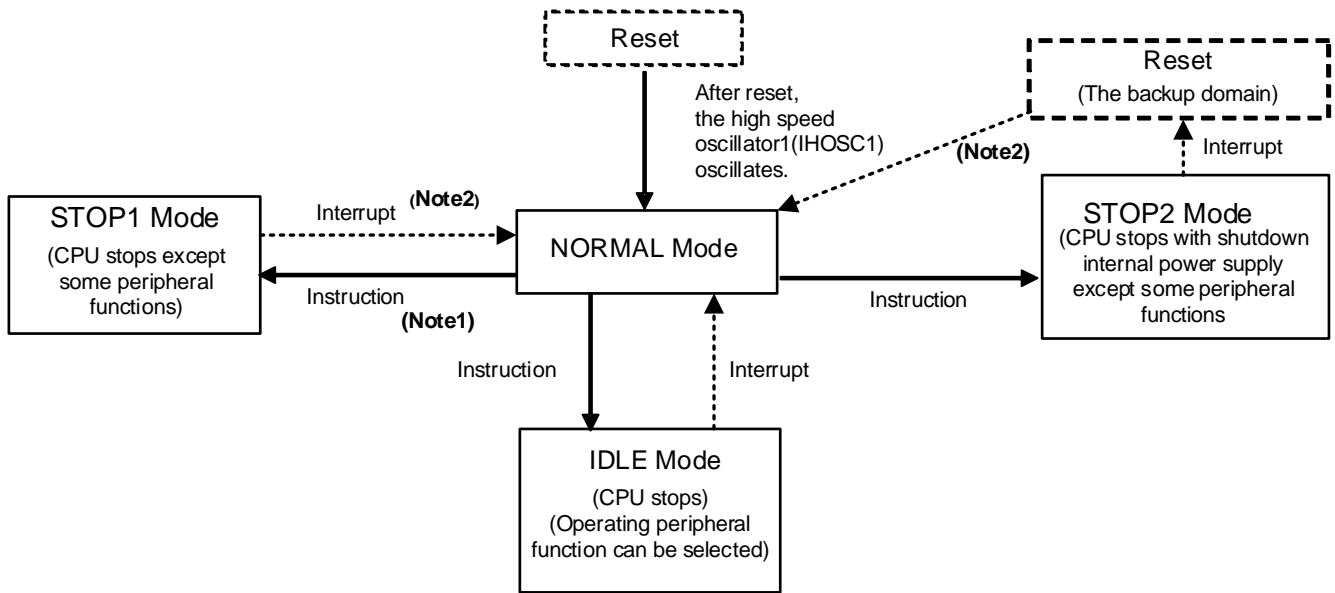 Reset
After reset,
the high speed
oscillator1(IHOSC1)
oscillates.
Reset
(The backup domain)
(Note2)
Interrupt
STOP1 Mode
(CPU stops except
some peripheral
functions)
Interrupt
(Note2)
Instruction
(Note1)
NORMAL Mode
Instruction
STOP2 Mode
(CPU stops with shutdown
internal power supply
except some peripheral
functions
Instruction
Interrupt
IDLE Mode
(CPU stops)
(Operating peripheral
function can be selected)